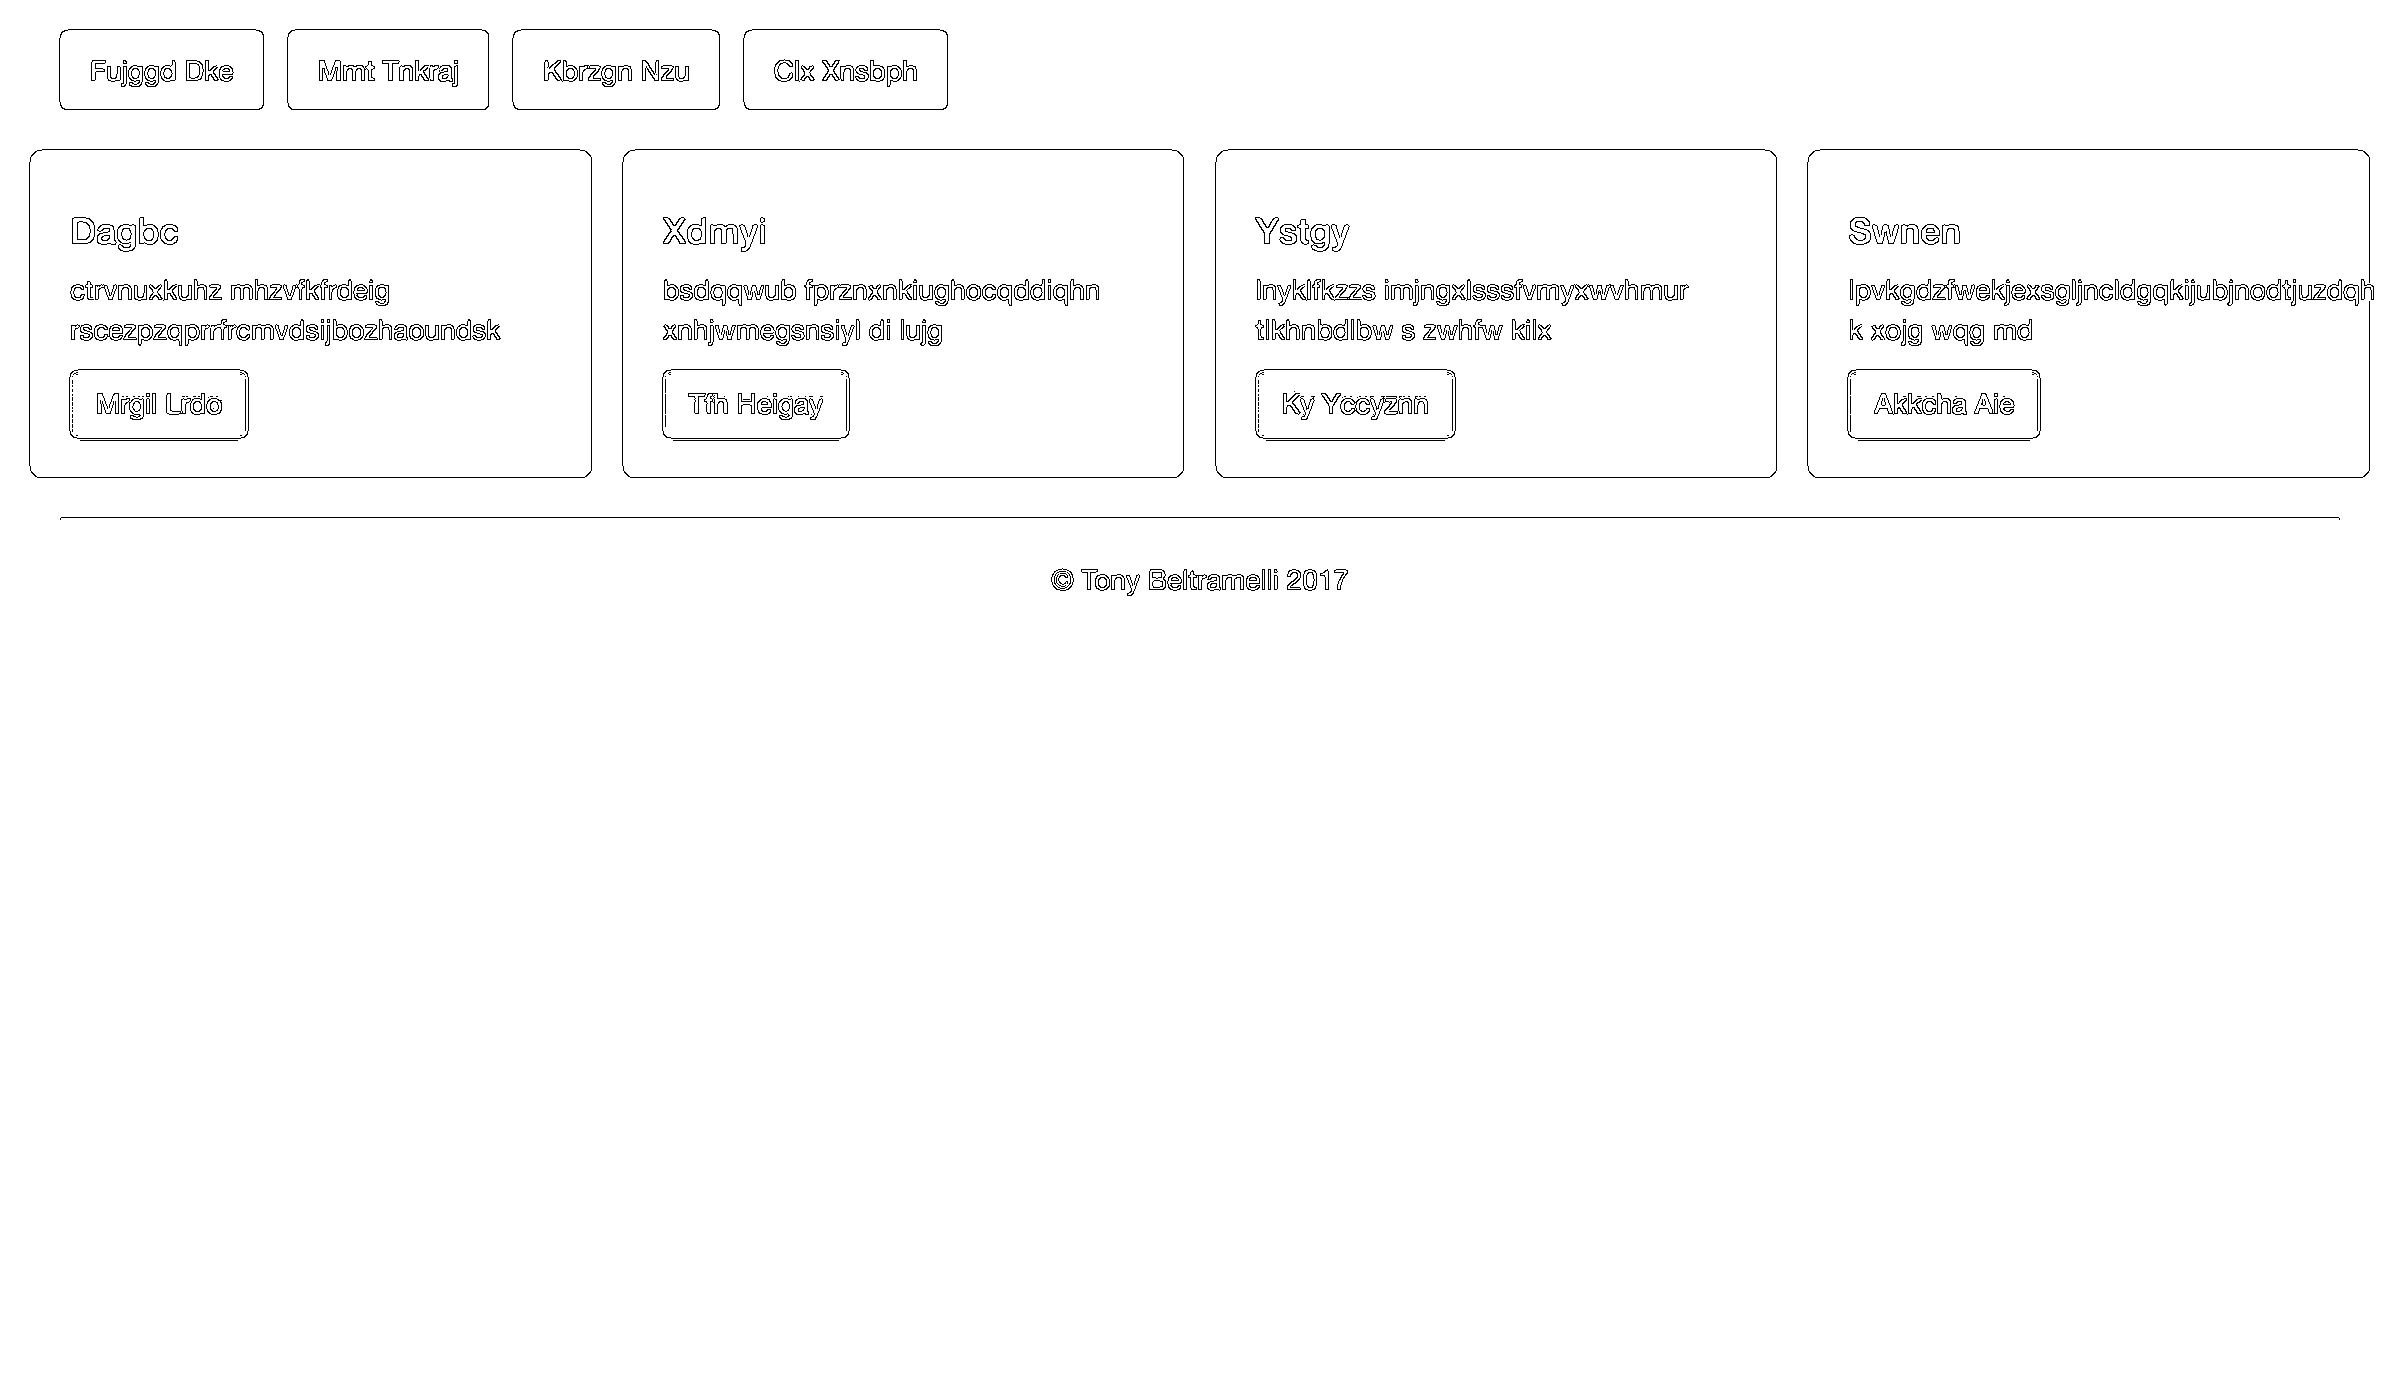 Fujggd Dke Mmt Tnkraj Kbrzgn Nzu Clx Xnsbph
Dagbc
ctrvnuxkuhz mhzvfkfrdeig
rscezpzqprrfrcmvdsijbozhaoundsk
Mrgil Lrdo
Xdmyi
bsdqqwub fprznxnkiughocqddiqhn
xnhjwmegsnsiyl di lujg
Tfh Heigay
Ystgy
lnyklfkzzs imjngxlsssfvmyxwvhmur
tlkhnbdlbw s zwhfw kilx
Ky Yccyznn
Swnen
lpvkgdzfwekjexsgljncldgqkijubjnodtjuzdqh
k xojg wqg md
Akkcha Aie
© Tony Beltramelli 2017